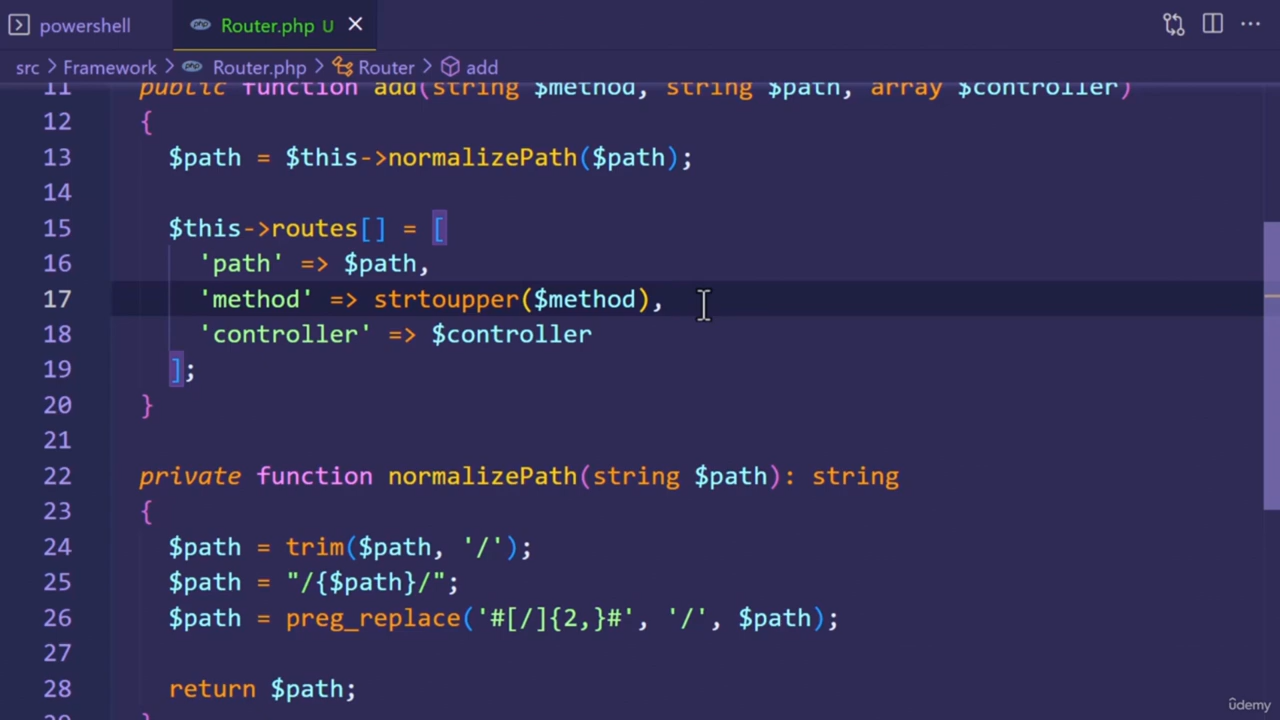 powershell
Router.php U
src > Framework > Router.php > Router > add
11 public function add(string $method, string $path, array $controller)
12 {
13 $path = $this->normalizePath($path);
14
15 $this->routes[] = [
16 'path' => $path,
17 'method' => strtoupper($method),
18 'controller' => $controller
19 ];
20 }
21
22 private function normalizePath(string $path): string
23 {
24 $path = trim($path, '/');
25 $path = "/{$path}/";
26 $path = preg_replace('#[/]{2,}#', '/', $path);
27
28 return $path;
ûdemy